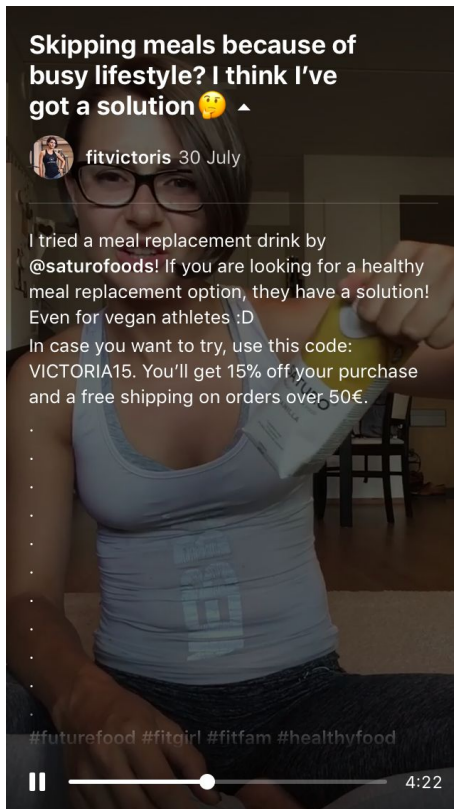 Skipping meals because of
busy lifestyle? I think I've
got a solution🤔
fitvictoris 30 July
I tried a meal replacement drink by
@saturofoods! If you are looking for a healthy
meal replacement option, they have a solution!
Even for vegan athletes :D
In case you want to try, use this code:
VICTORIA15. You'll get 15% off your purchase
and a free shipping on orders over 50€.
.
.
.
.
.
.
.
.
.
.
.
#futurefood #fitgirl #fitfam #healthyfood
4:22